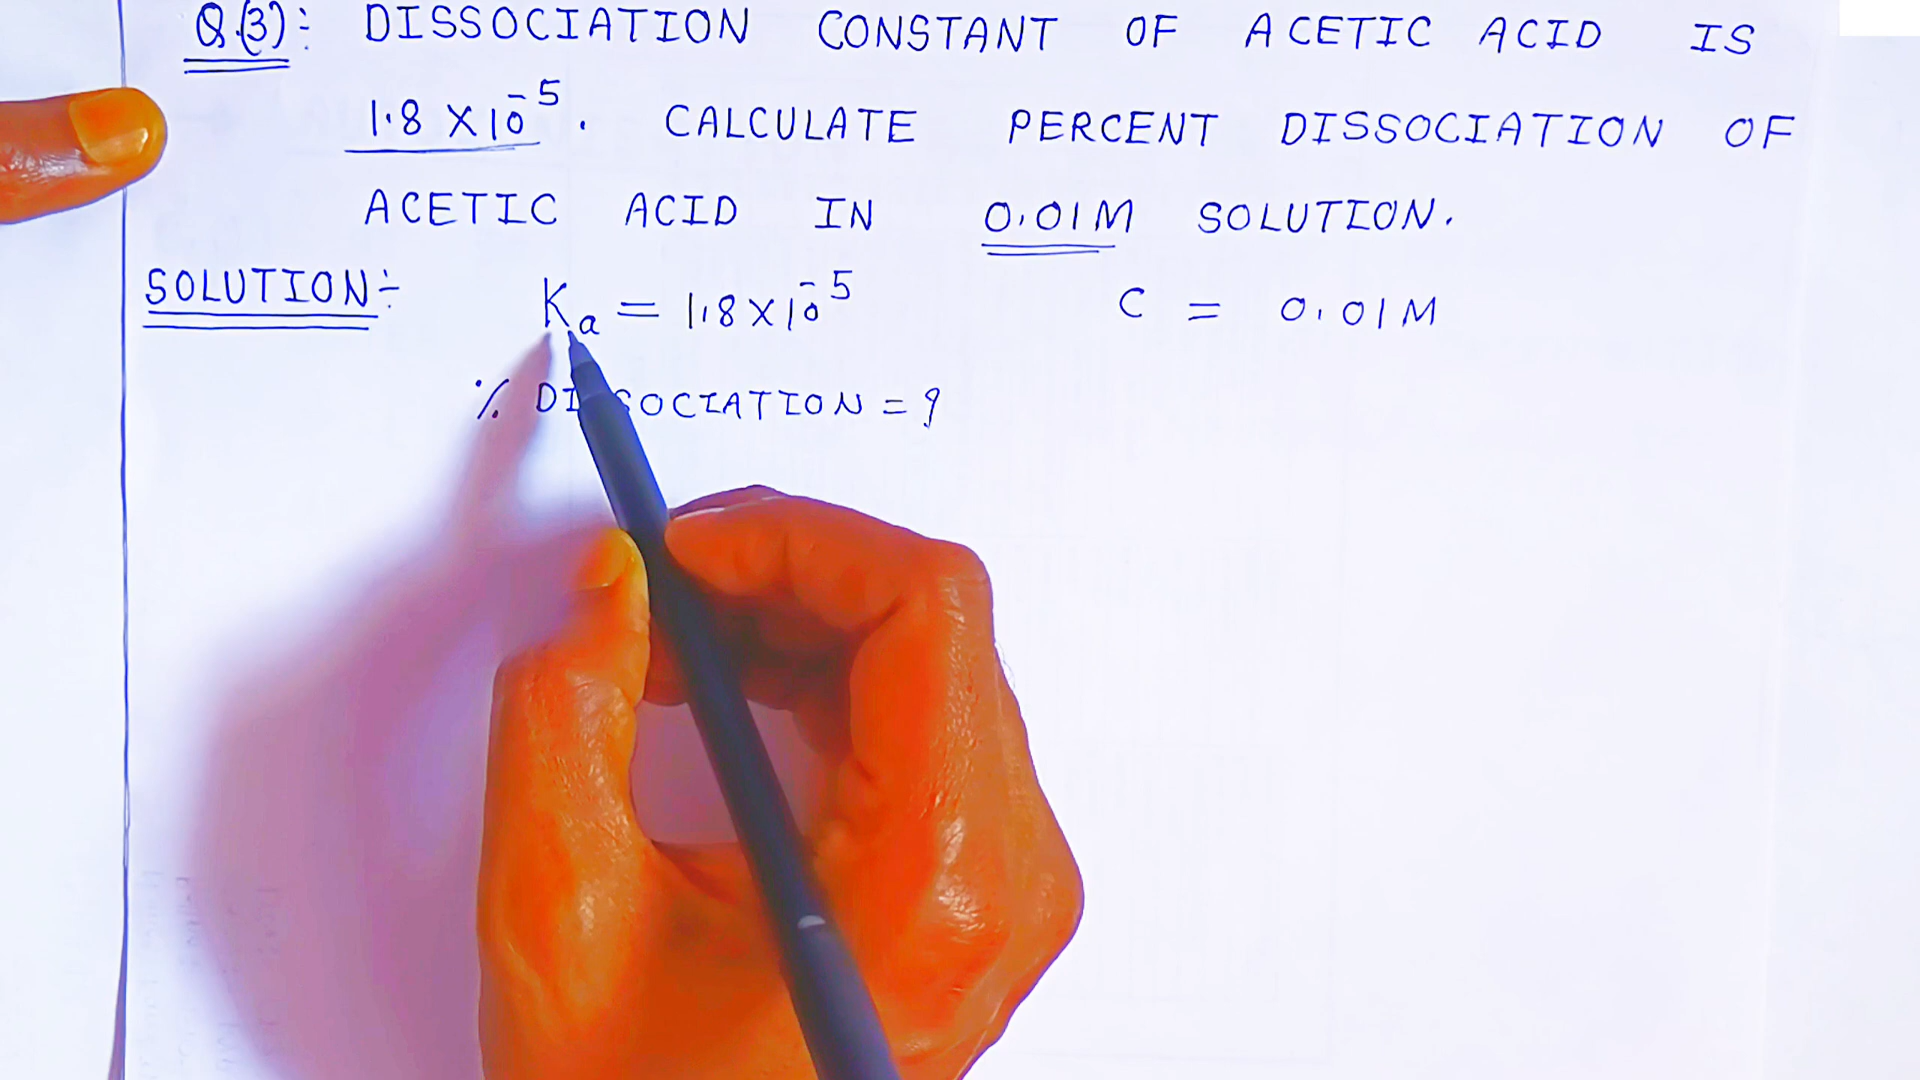 Q.(3):- DISSOCIATION CONSTANT OF ACETIC ACID IS
1.8 X 10⁻⁵. CALCULATE PERCENT DISSOCIATION OF
ACETIC ACID IN 0.01M SOLUTION.
SOLUTION:- Ka = 1.8 X 10⁻⁵ C = 0.01M
% DISSOCIATION = ?